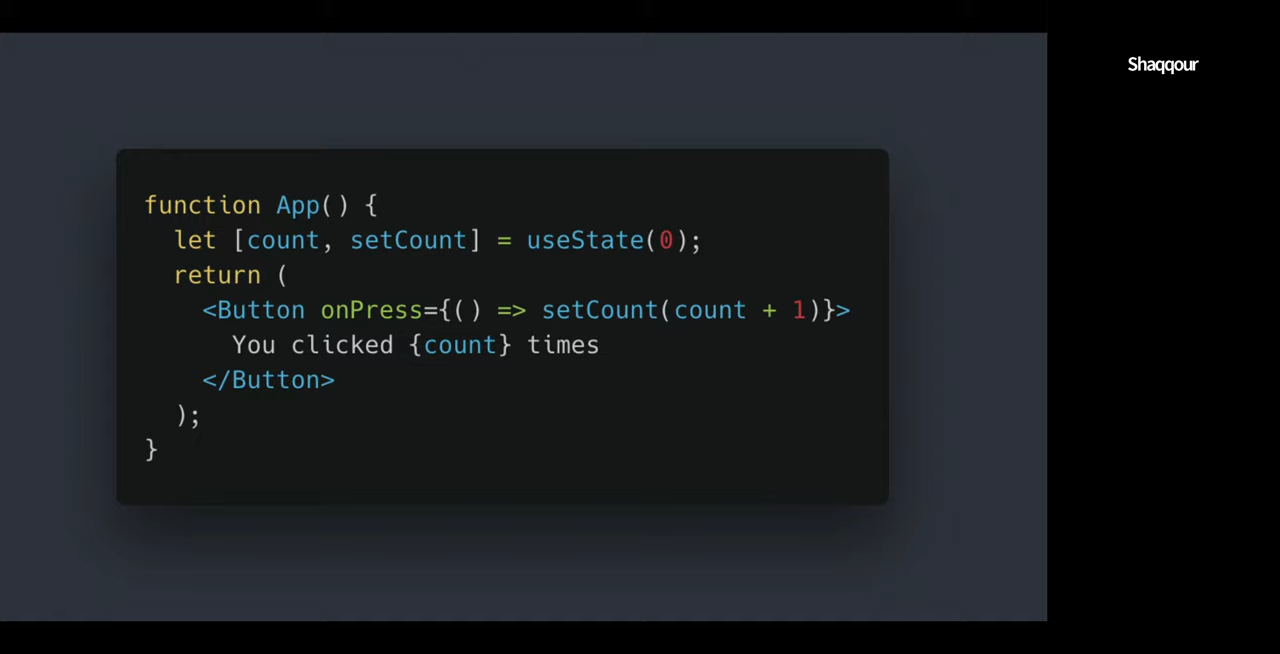 function App() {
  let [count, setCount] = useState(0);
  return (
    <Button onPress={() => setCount(count + 1)}>
      You clicked {count} times
    </Button>
  );
}
Shaqqour